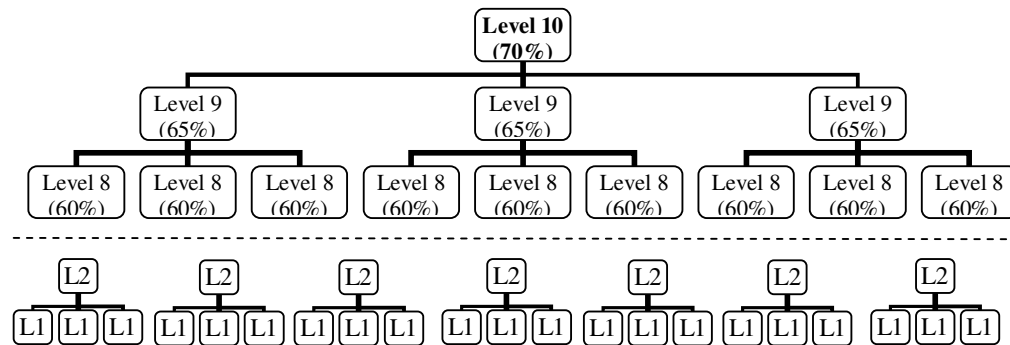 Level 10
(70%)
Level 9 Level 9 Level 9
(65%) (65%) (65%)
Level 8 Level 8 Level 8 Level 8 Level 8 Level 8 Level 8 Level 8 Level 8
(60%) (60%) (60%) (60%) (60%) (60%) (60%) (60%) (60%)
L2 L2 L2 L2 L2 L2 L2
L1 L1 L1 L1 L1 L1 L1 L1 L1 L1 L1 L1 L1 L1 L1 L1 L1 L1 L1 L1 L1